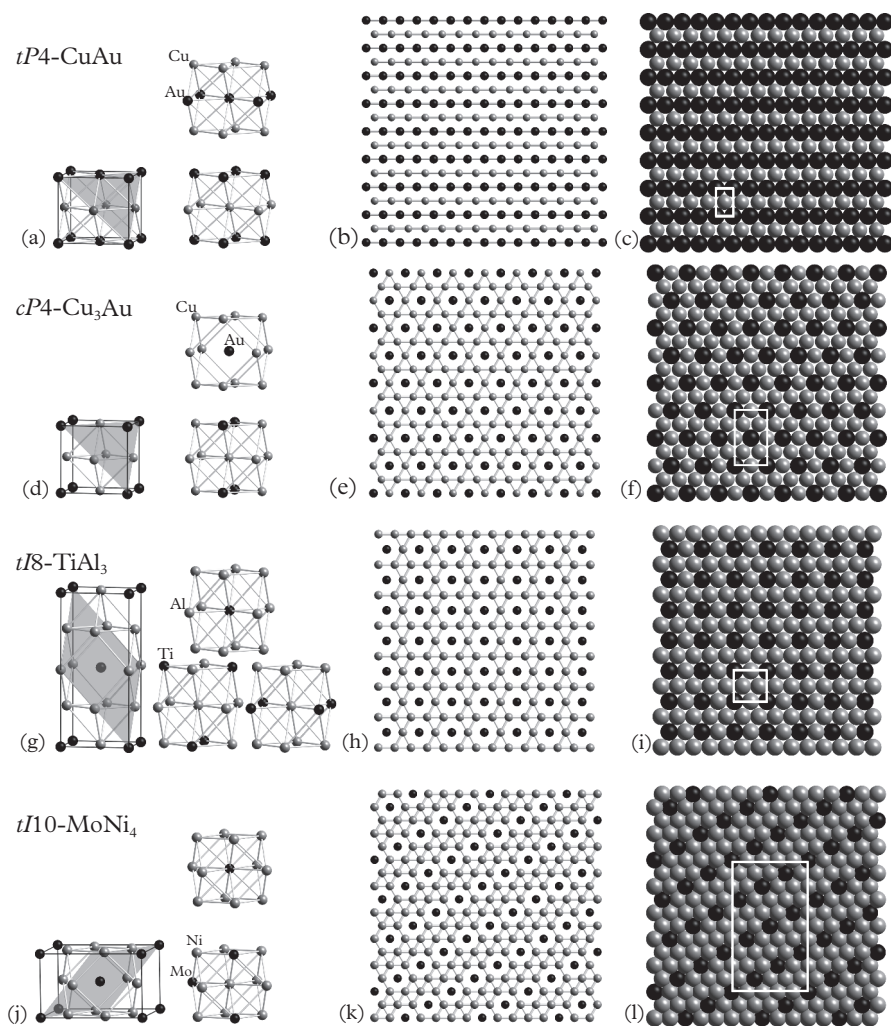 tP4-CuAu
Cu
Au
(a)
(b)
(c)
cP4-Cu₃Au
Cu
Au
(d)
(e)
(f)
tI8-TiAl₃
Al
Ti
(g)
(h)
(i)
tI10-MoNi₄
Ni
Mo
(j)
(k)
(l)